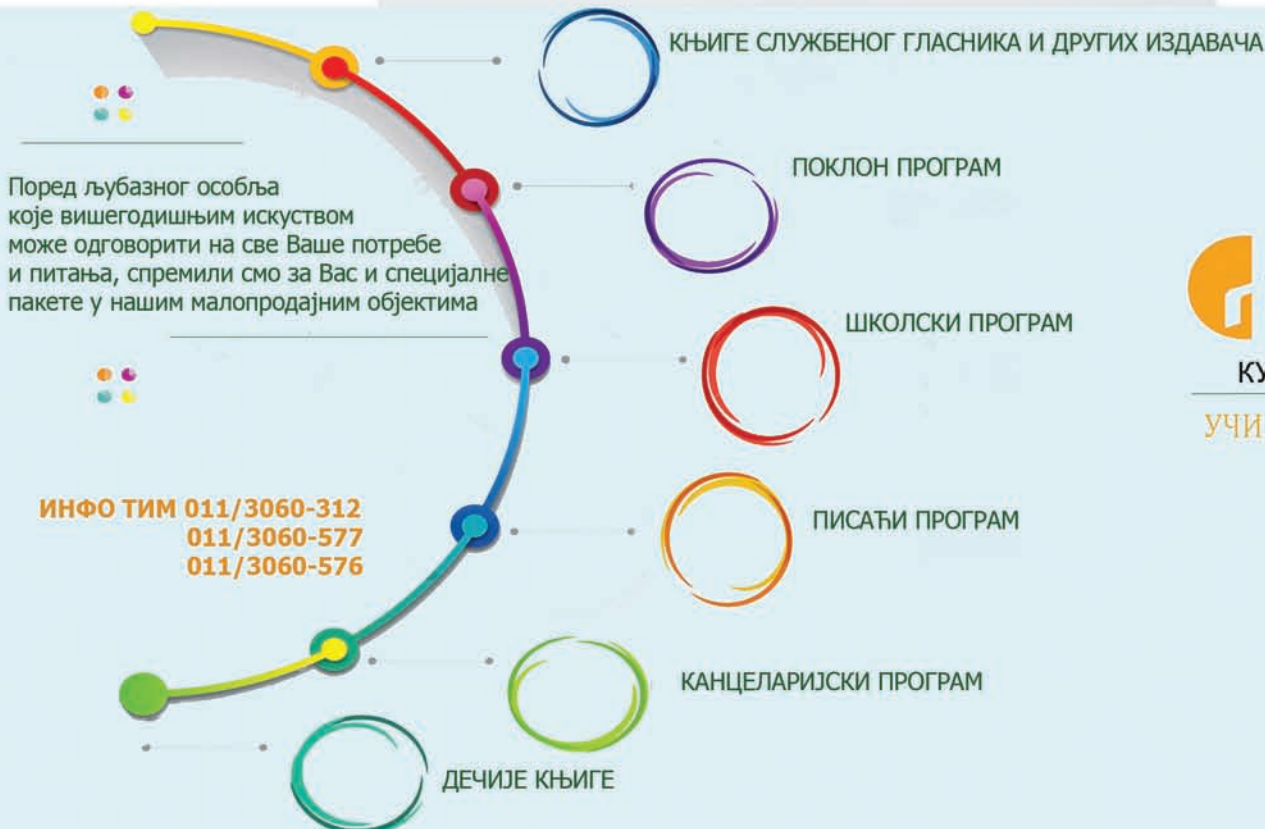 КЊИГЕ СЛУЖБЕНОГ ГЛАСНИКА И ДРУГИХ ИЗДАВАЧА
ПОКЛОН ПРОГРАМ
Поред љубазног особља
које вишегодишњим искуством
може одговорити на све Ваше потребе
и питања, спремили смо за Вас и специјалне
пакете у нашим малопродајним објектима
ШКОЛСКИ ПРОГРАМ
КУ
УЧИ
ИНФО ТИМ 011/3060-312
011/3060-577
011/3060-576
ПИСАЋИ ПРОГРАМ
КАНЦЕЛАРИЈСКИ ПРОГРАМ
ДЕЧИЈЕ КЊИГЕ